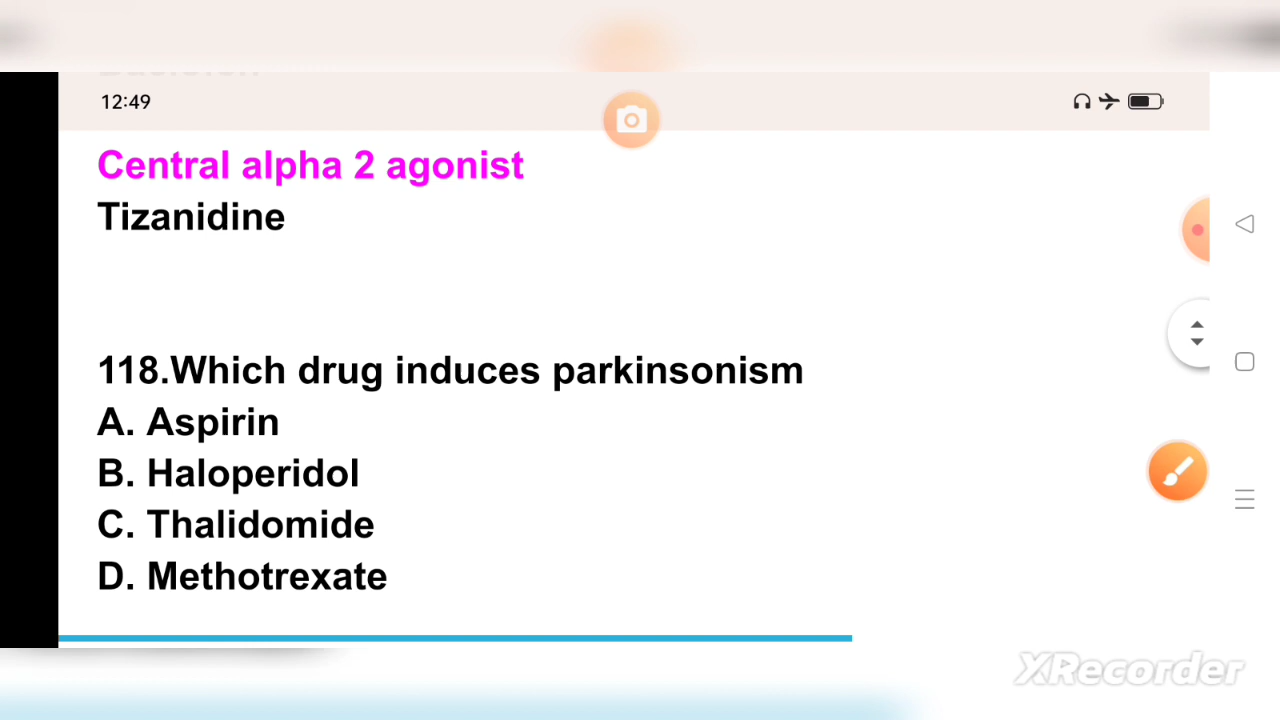 12:49
Central alpha 2 agonist
Tizanidine
118.Which drug induces parkinsonism
A. Aspirin
B. Haloperidol
C. Thalidomide
D. Methotrexate
XRecorder